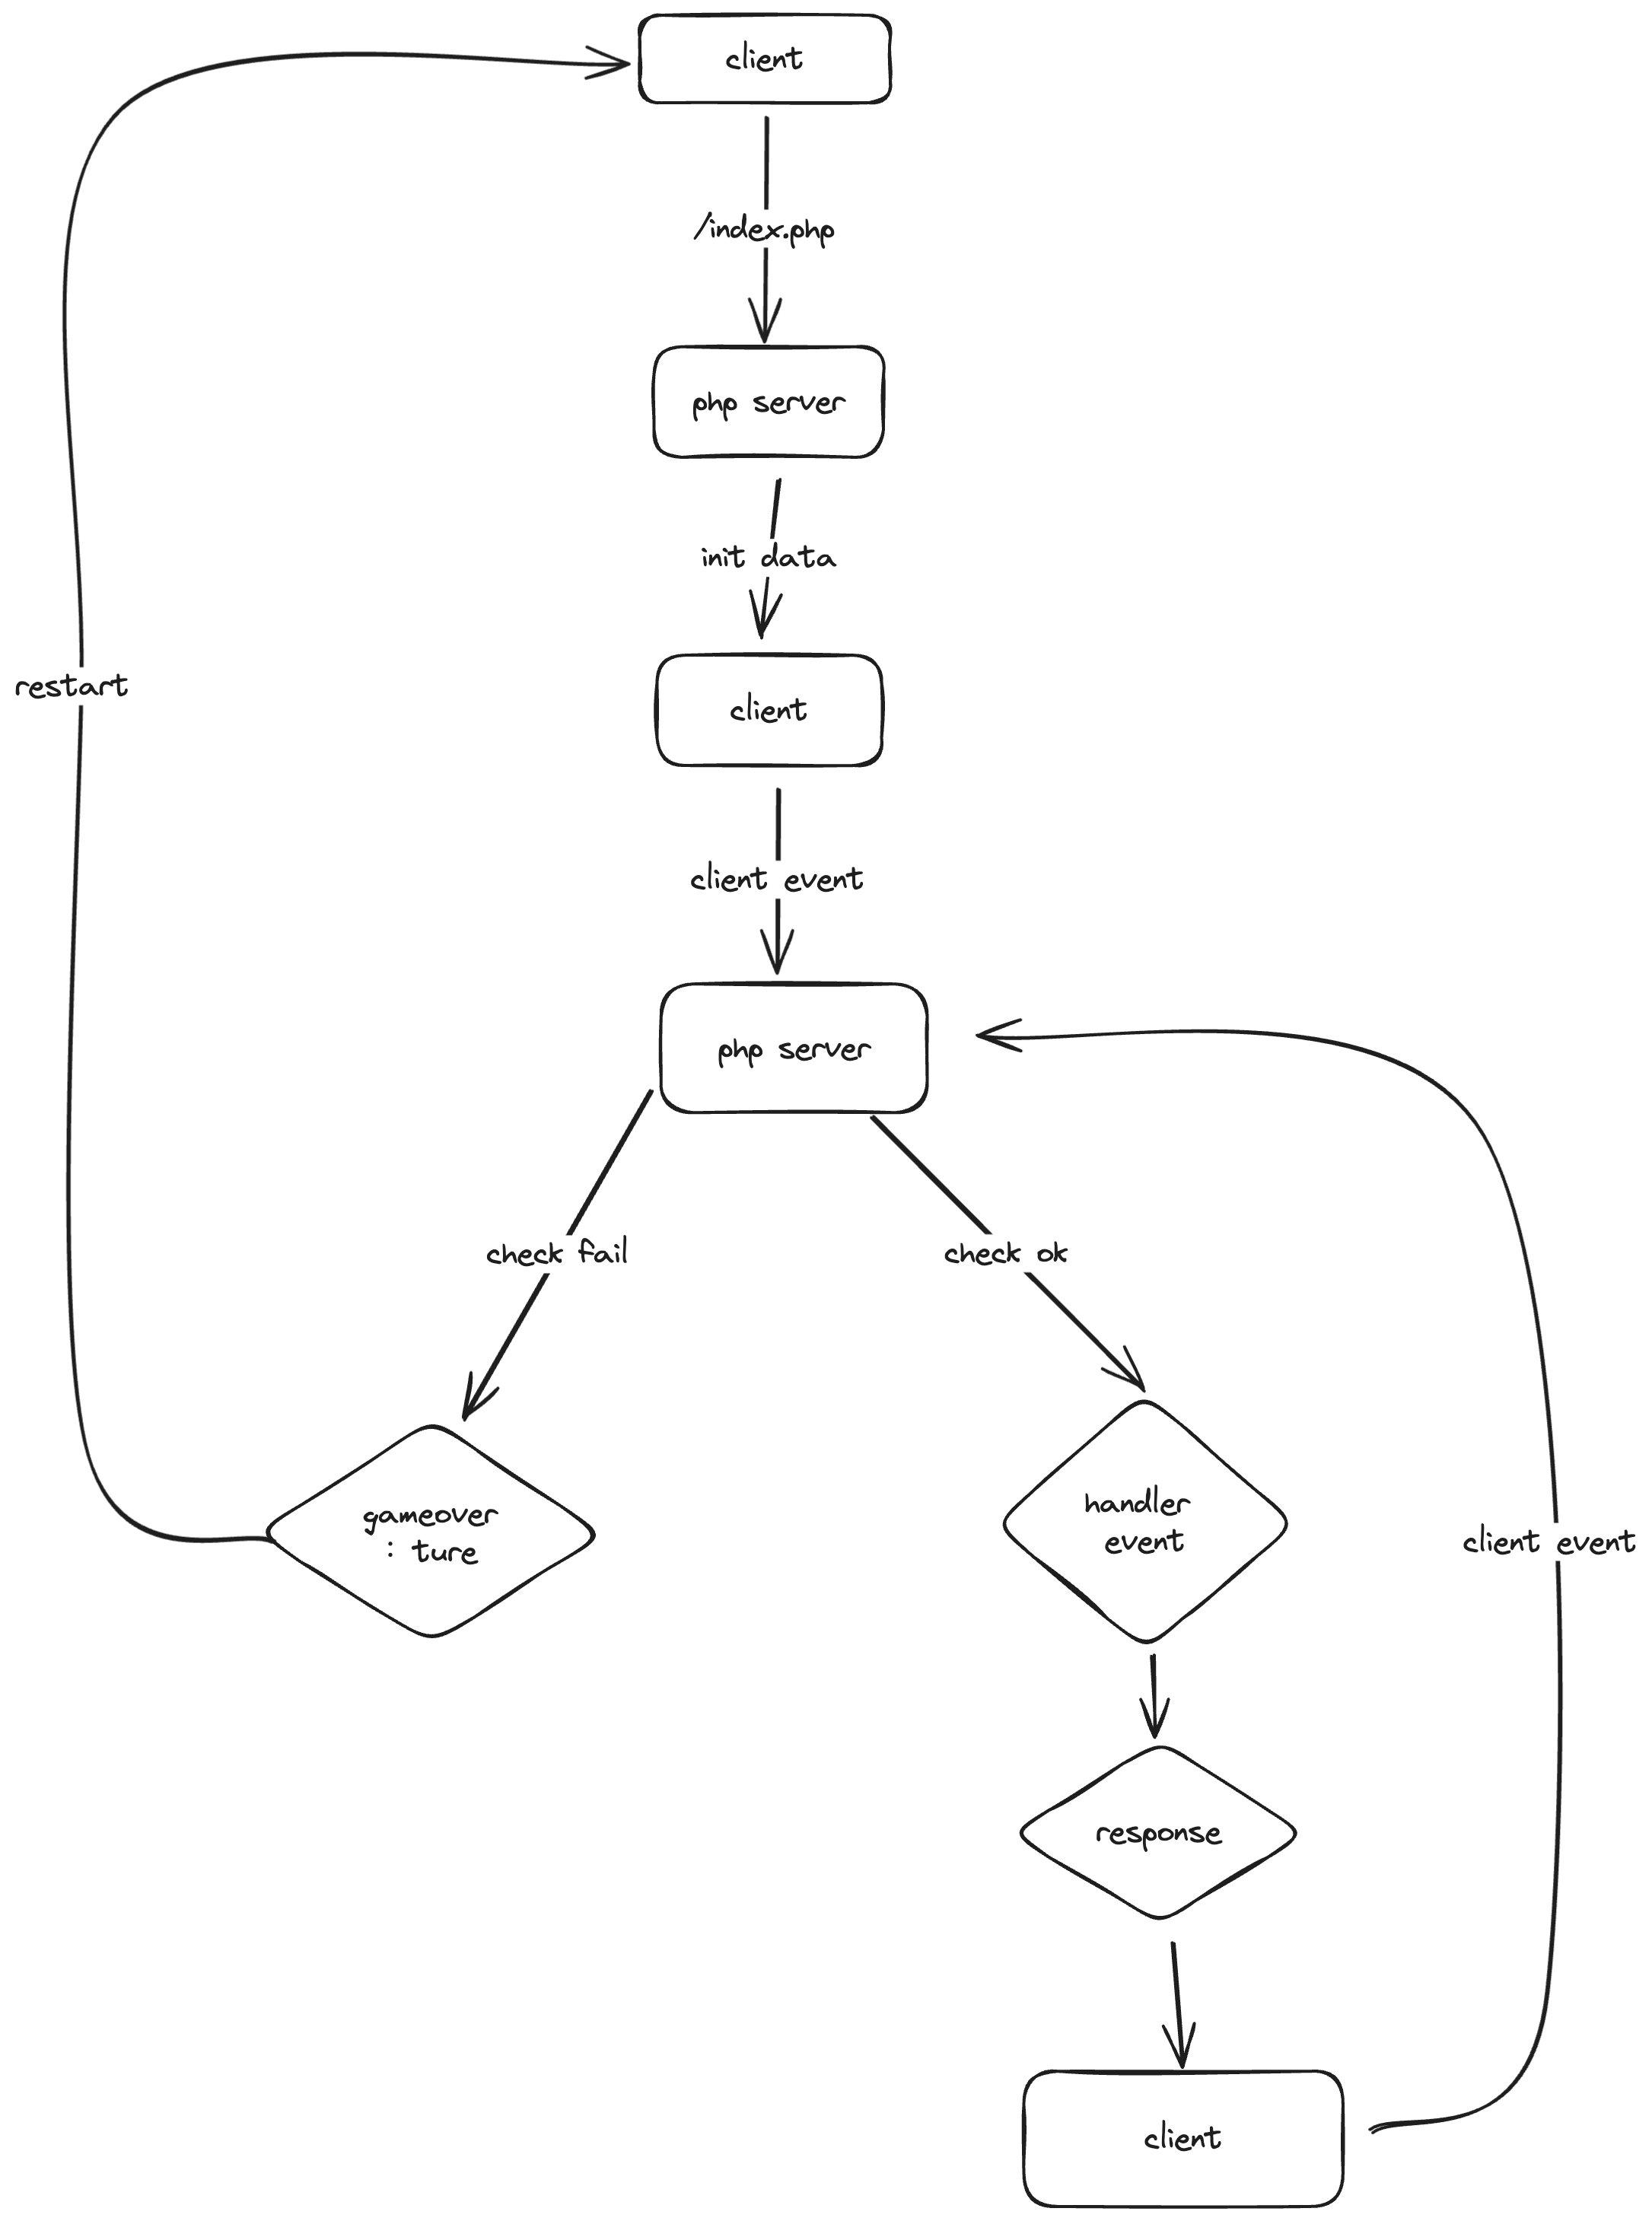 client
/index.php
php server
init data
client
restart
client event
php server
check fail
check ok
gameover
: ture
handler
event
client event
response
client